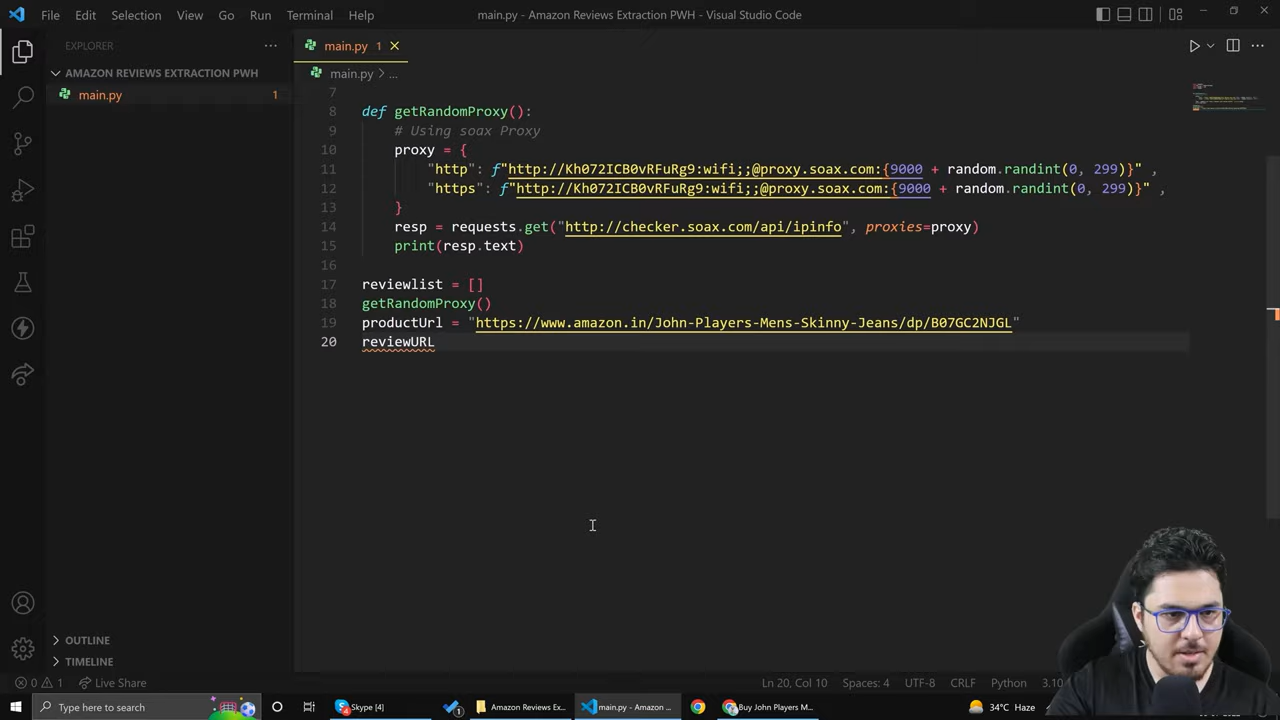 File Edit Selection View Go Run Terminal Help
main.py - Amazon Reviews Extraction PWH - Visual Studio Code
EXPLORER
AMAZON REVIEWS EXTRACTION PWH
main.py 1
main.py 1
main.py > ...
7
8 def getRandomProxy():
9 # Using soax Proxy
10 proxy = {
11 "http": f"http://Kh072ICB0vRFuRg9:wifi;;@proxy.soax.com:{9000 + random.randint(0, 299)}" ,
12 "https": f"http://Kh072ICB0vRFuRg9:wifi;;@proxy.soax.com:{9000 + random.randint(0, 299)}" ,
13 }
14 resp = requests.get("http://checker.soax.com/api/ipinfo", proxies=proxy)
15 print(resp.text)
16
17 reviewlist = []
18 getRandomProxy()
19 productUrl = "https://www.amazon.in/John-Players-Mens-Skinny-Jeans/dp/B07GC2NJGL"
20 reviewURL
OUTLINE
TIMELINE
0 1 Live Share
Ln 20, Col 10 Spaces: 4 UTF-8 CRLF Python 3.10
Type here to search
Skype [4]
Amazon Reviews Ex...
main.py - Amazon ...
Buy John Players M...
34°C Haze